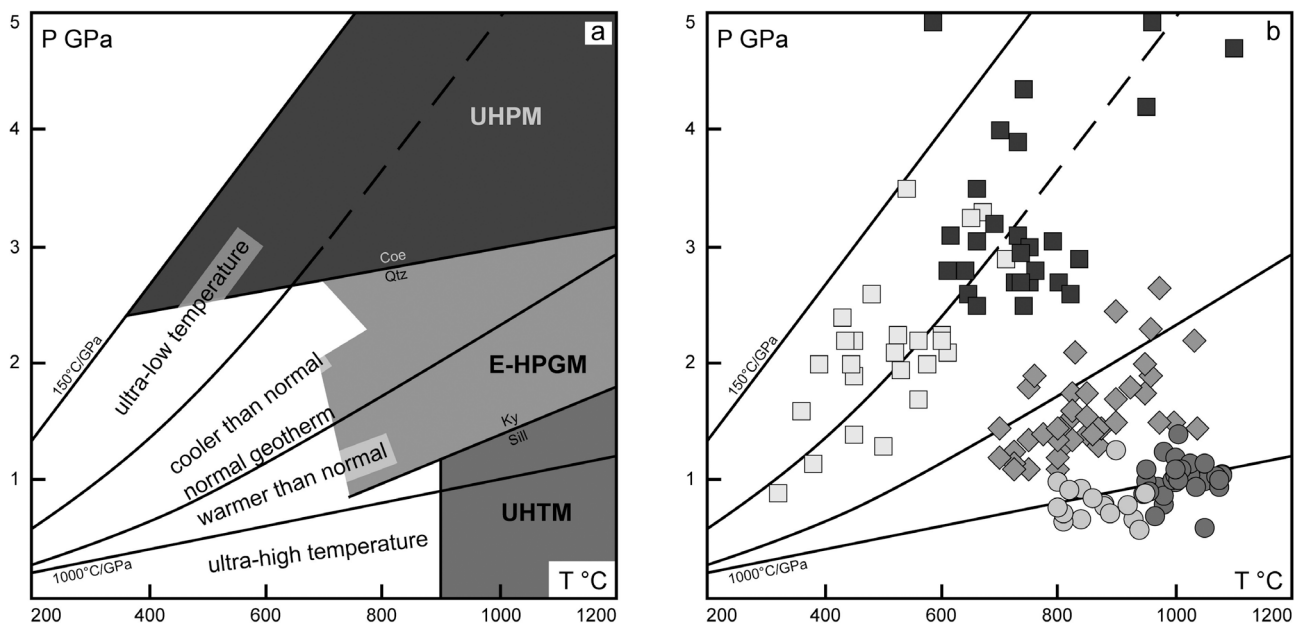 P GPa
a
5
4
3
2
1
UHPM
Coe
Qtz
E-HPGM
Ky
Sill
UHTM
150°C/GPa
ultra-low temperature
cooler than normal
normal geotherm
warmer than normal
ultra-high temperature
1000°C/GPa
T °C
200 400 600 800 1000 1200
P GPa
b
5
4
3
2
1
150°C/GPa
1000°C/GPa
T °C
200 400 600 800 1000 1200